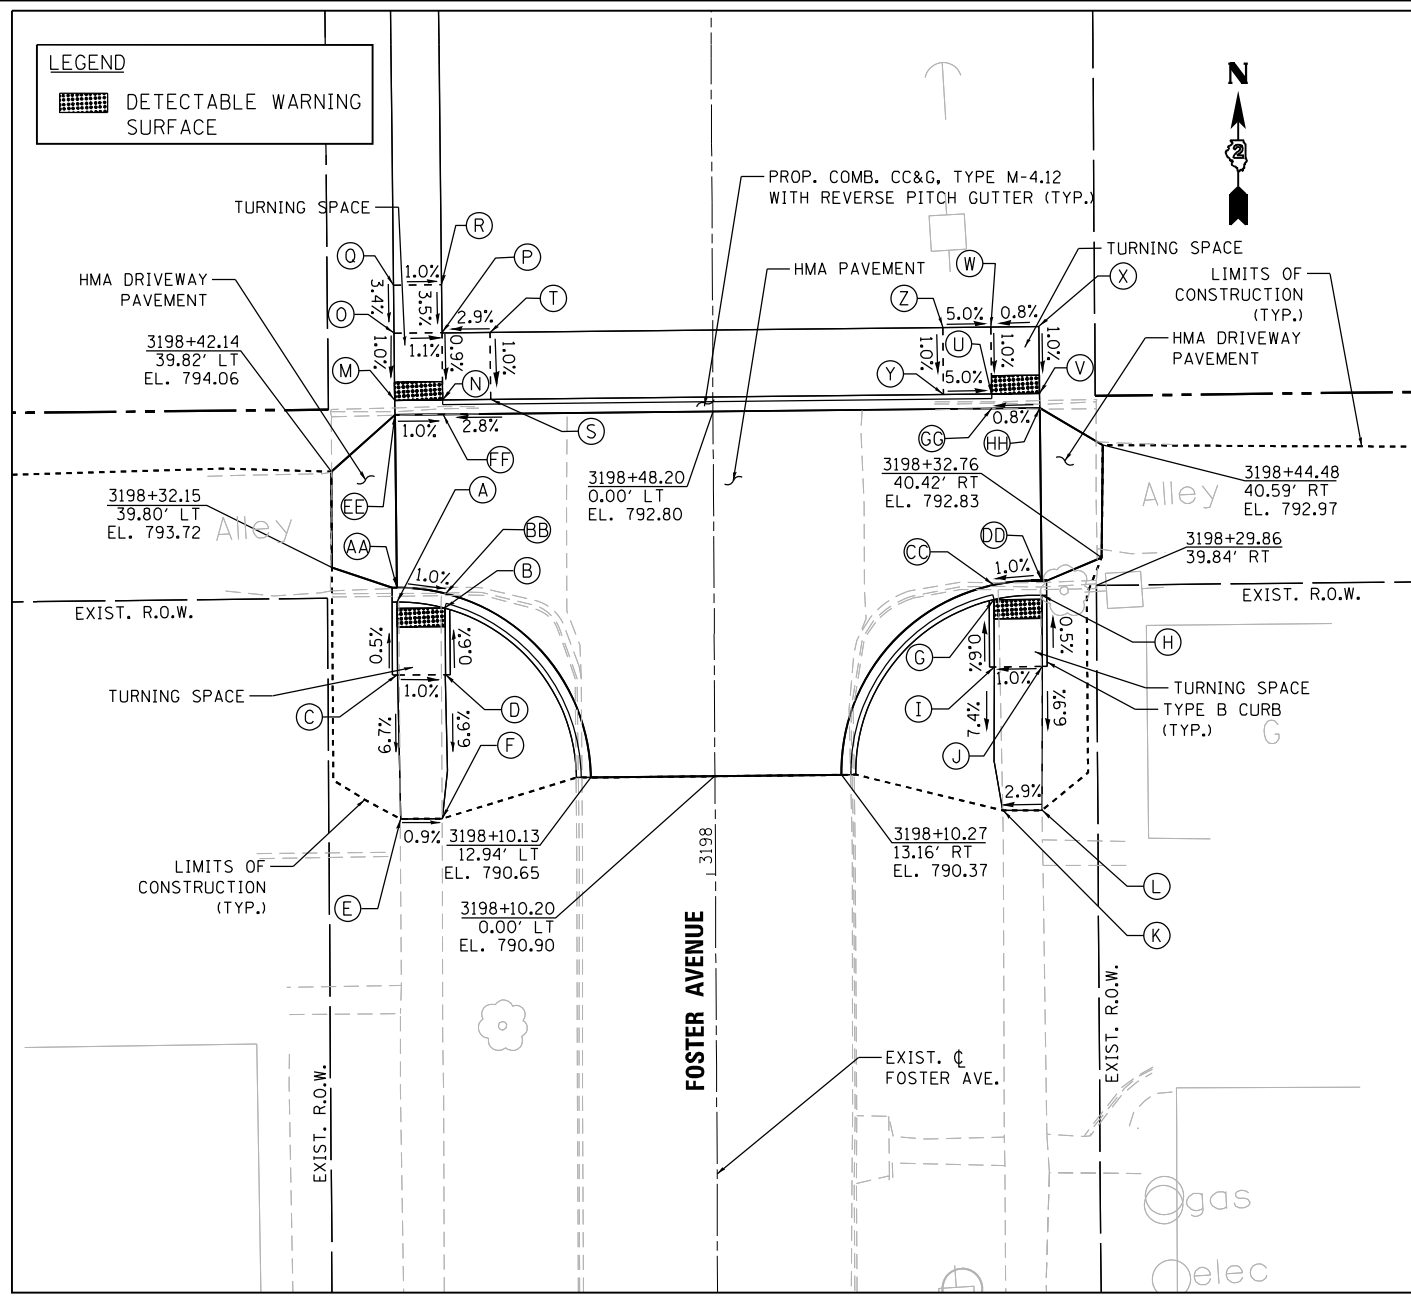 LEGEND
DETECTABLE WARNING
SURFACE
N
2
PROP. COMB. CC&G, TYPE M-4.12
WITH REVERSE PITCH GUTTER (TYP.)
TURNING SPACE
R
Q
1.0%
P
HMA PAVEMENT
W
TURNING SPACE
X
HMA DRIVEWAY
PAVEMENT
3.4%
3.5%
T
Z
LIMITS OF
CONSTRUCTION
(TYP.)
O
2.9%
5.0%
0.8%
HMA DRIVEWAY
PAVEMENT
3198+42.14
39.82' LT
EL. 794.06
1.0%
1.1%
0.9%
1.0%
1.0%
U
1.0%
1.0%
M
N
Y
5.0%
V
1.0%
2.8%
S
0.8%
GG
HH
FF
3198+48.20
0.00' LT
EL. 792.80
3198+32.76
40.42' RT
EL. 792.83
3198+44.48
40.59' RT
EL. 792.97
3198+32.15
39.80' LT
EL. 793.72
Alley
EE
A
Alley
BB
3198+29.86
39.84' RT
AA
CC
DD
1.0%
B
1.0%
EXIST. R.O.W.
EXIST. R.O.W.
0.5%
0.6%
G
0.6%
0.5%
H
TURNING SPACE
1.0%
1.0%
TURNING SPACE
TYPE B CURB
(TYP.)
C
D
I
G
6.7%
6.9%
F
7.4%
J
6.9%
2.9%
0.9%
3198+10.13
12.94' LT
EL. 790.65
3198
3198+10.27
13.16' RT
EL. 790.37
LIMITS OF
CONSTRUCTION
(TYP.)
E
L
3198+10.20
0.00' LT
EL. 790.90
K
FOSTER AVENUE
EXIST. R.O.W.
EXIST. R.O.W.
EXIST. ℄
FOSTER AVE.
gas
elec